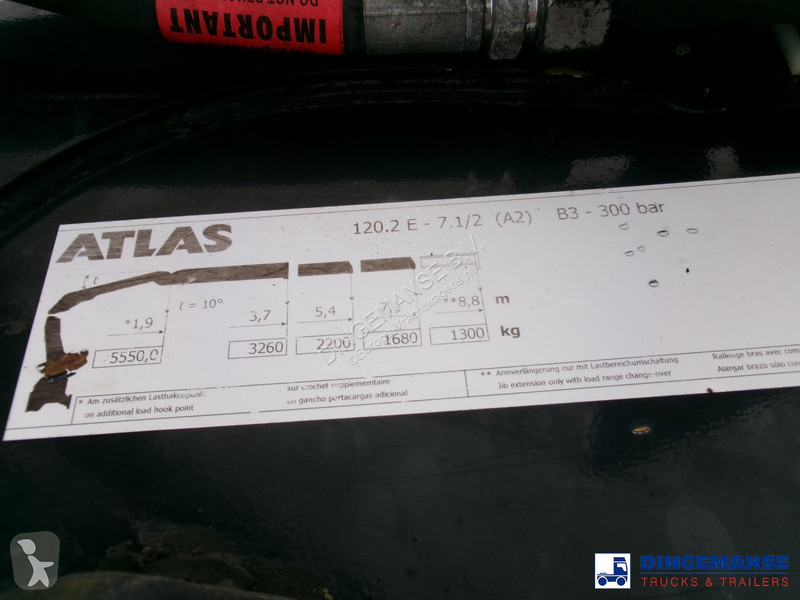 IMPORTANT
ATLAS
120.2 E - 7.1/2 (A2) B3 - 300 bar
ℓ
ℓ = 10°
*1,9 3,7 5,4 **8,8 m
5550,0 3260 2200 1680 1300 kg
* Am zusätzlichen Lasthakenpunkt
on additional load hook point
sur crochet supplementaire
en gancho portacargas adicional
** Armverlängerung nur mit Lastbereichumschaltung
Jib extension only with load range change-over
Rallenge bras avec
Alargar brazo sólo
DINGEMANSE B.V.
DINGEMANSE
TRUCKS & TRAILERS